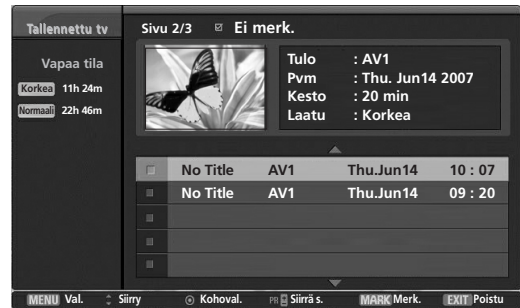 Tallennettu tv
Sivu 2/3 Ei merk.
Vapaa tila
Korkea 11h 24m
Normaali 22h 46m
Tulo : AV1
Pvm : Thu. Jun14 2007
Kesto : 20 min
Laatu : Korkea
No Title AV1 Thu.Jun14 10 : 07
No Title AV1 Thu.Jun14 09 : 20
MENU Val. Siirry Kohoval. PR Siirrä s. MARK Merk. EXIT Poistu